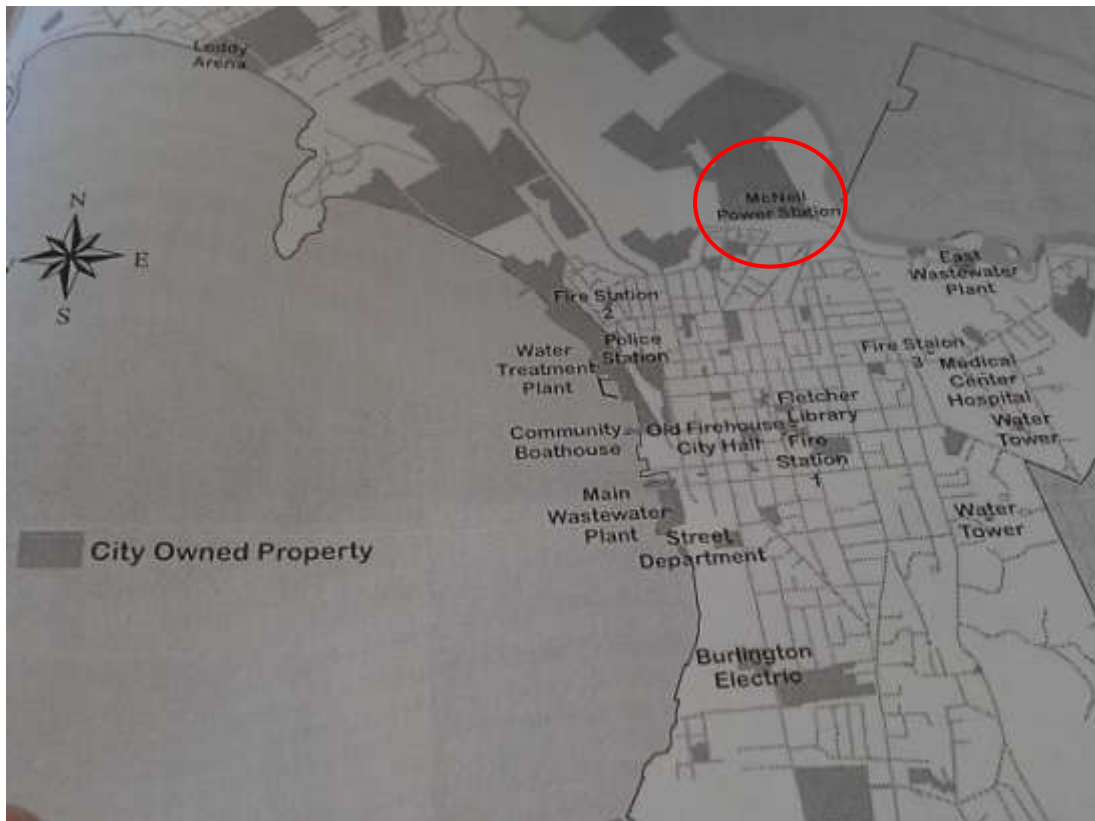 Leddy
Arena
McNeil
Power Station
N
E
S
East
Wastewater
Plant
Fire Station
2
Police
Station
Water
Treatment
Plant
Fire Staion
3
Medical
Center
Hospital
Fletcher
Library
Water
Tower
Community
Boathouse
Old Firehouse
City Hall
Fire
Station
1
Main
Wastewater
Plant
Street
Department
Water
Tower
City Owned Property
Burlington
Electric